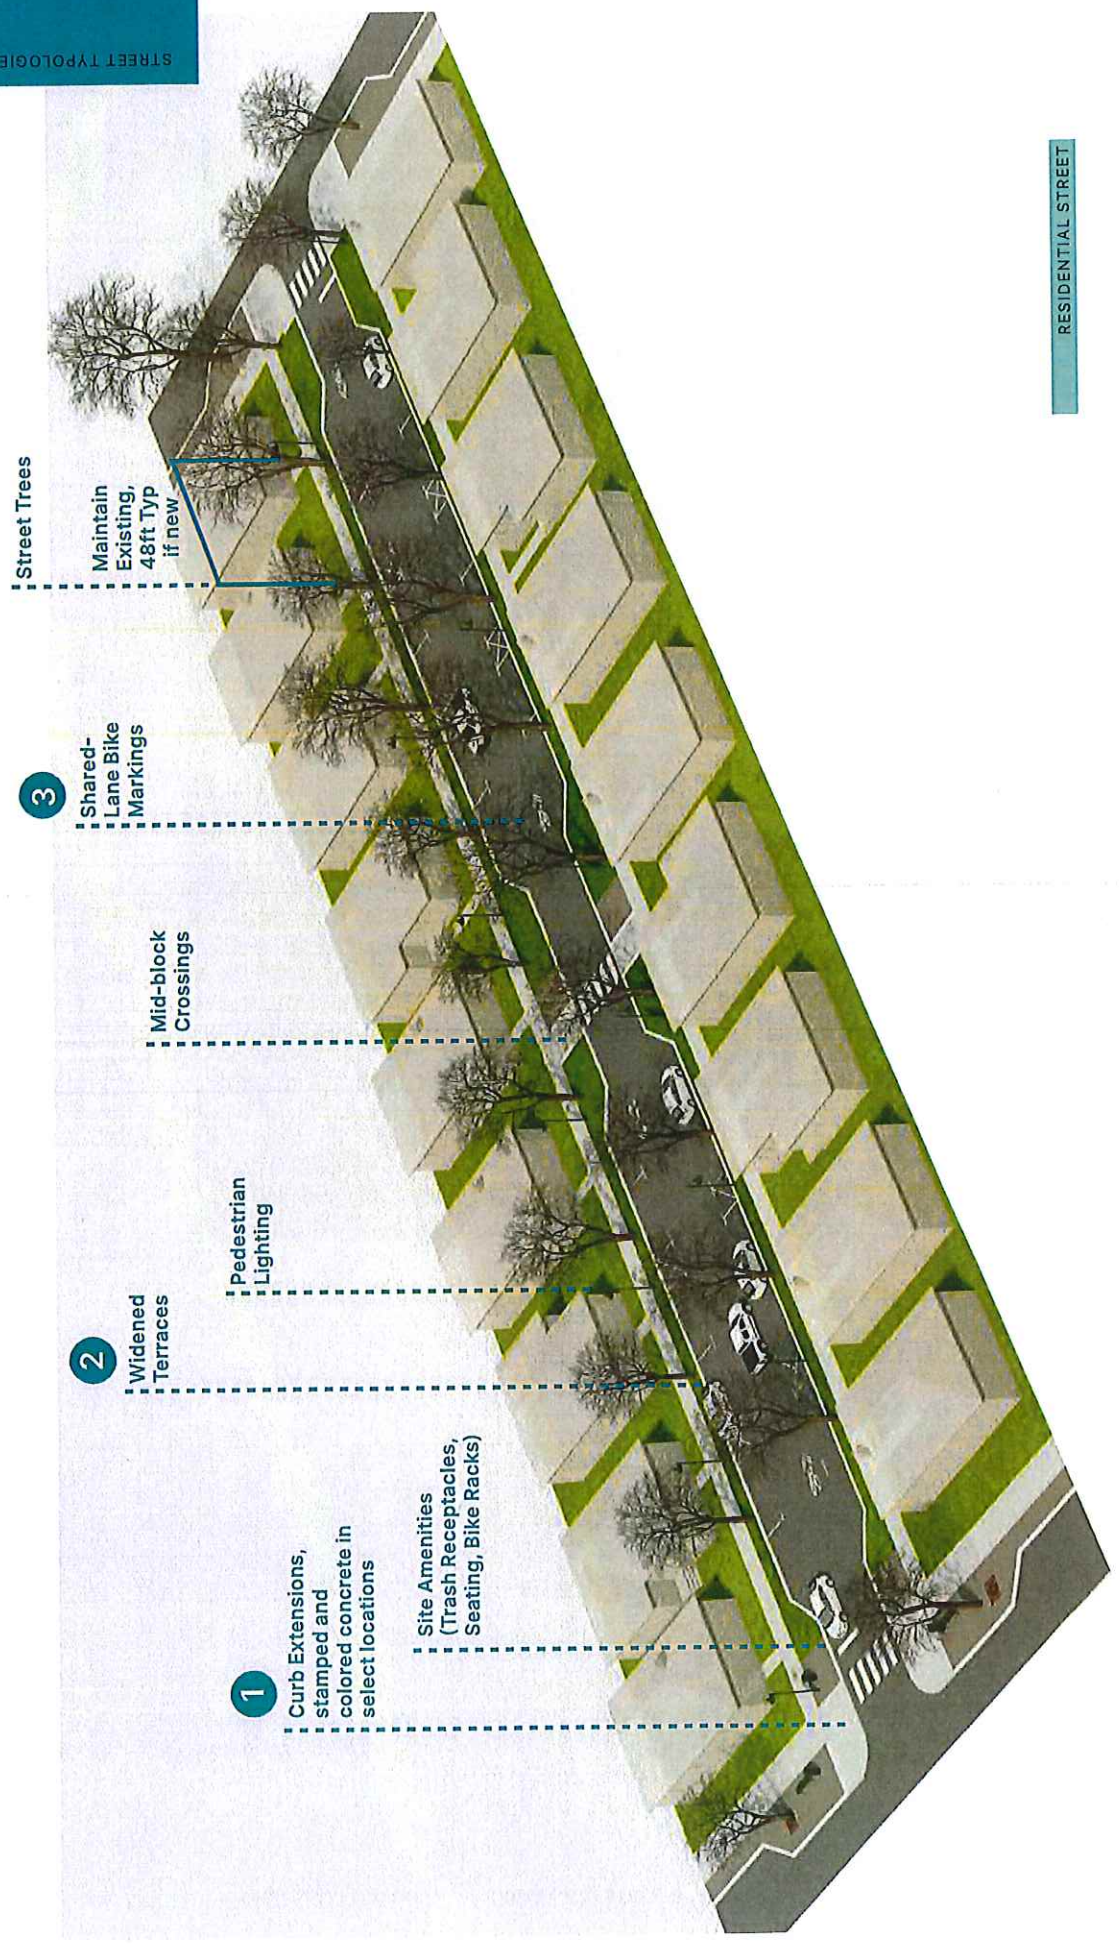 1
Curb Extensions,
stamped and
colored concrete in
select locations
Site Amenities
(Trash Receptacles,
Seating, Bike Racks)
2
Widened
Terraces
Pedestrian
Lighting
Mid-block
Crossings
3
Shared-
Lane Bike
Markings
Street Trees
Maintain
Existing,
48ft Typ
if new
STREET TYPOLOGIE
RESIDENTIAL STREET